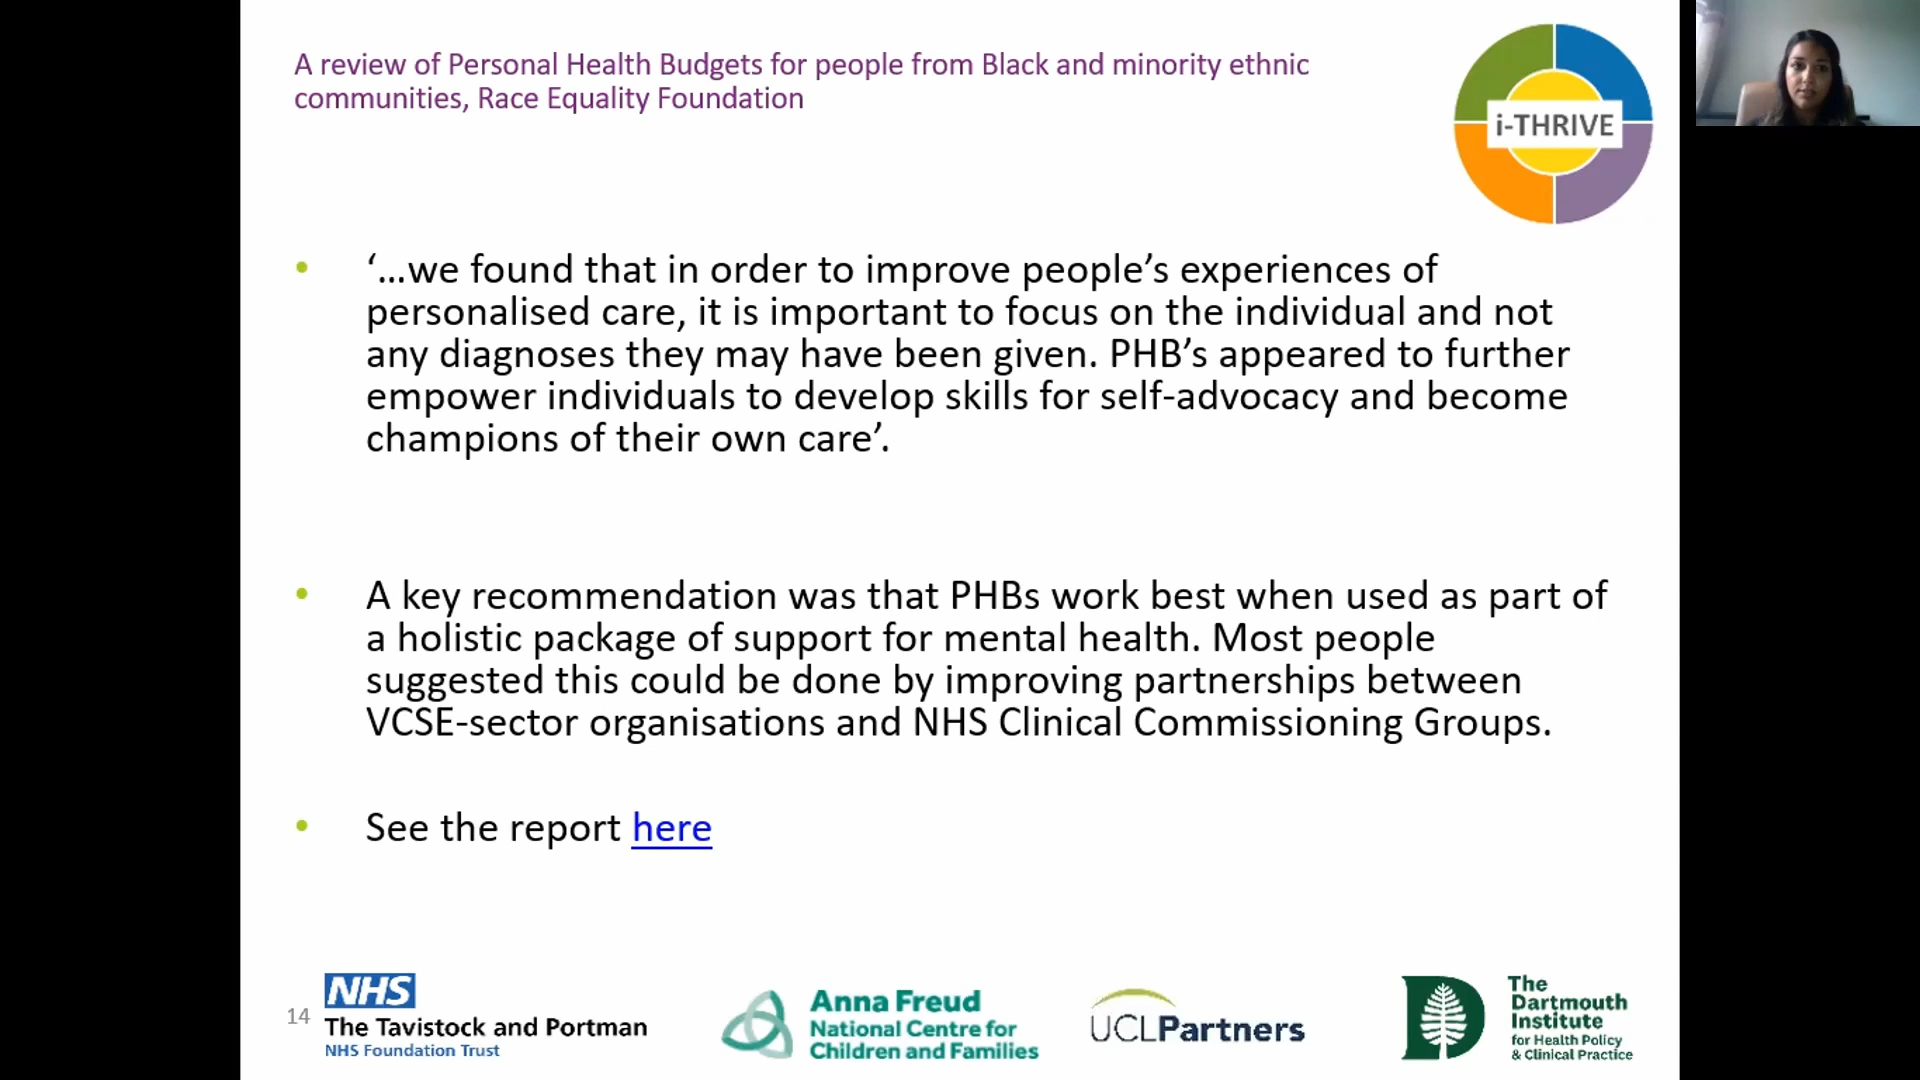 A review of Personal Health Budgets for people from Black and minority ethnic
communities, Race Equality Foundation
i-THRIVE
• ‘...we found that in order to improve people’s experiences of
personalised care, it is important to focus on the individual and not
any diagnoses they may have been given. PHB’s appeared to further
empower individuals to develop skills for self-advocacy and become
champions of their own care’.
• A key recommendation was that PHBs work best when used as part of
a holistic package of support for mental health. Most people
suggested this could be done by improving partnerships between
VCSE-sector organisations and NHS Clinical Commissioning Groups.
• See the report here
14
NHS
The Tavistock and Portman
NHS Foundation Trust
Anna Freud
National Centre for
Children and Families
UCLPartners
The
Dartmouth
Institute
for Health Policy
& Clinical Practice